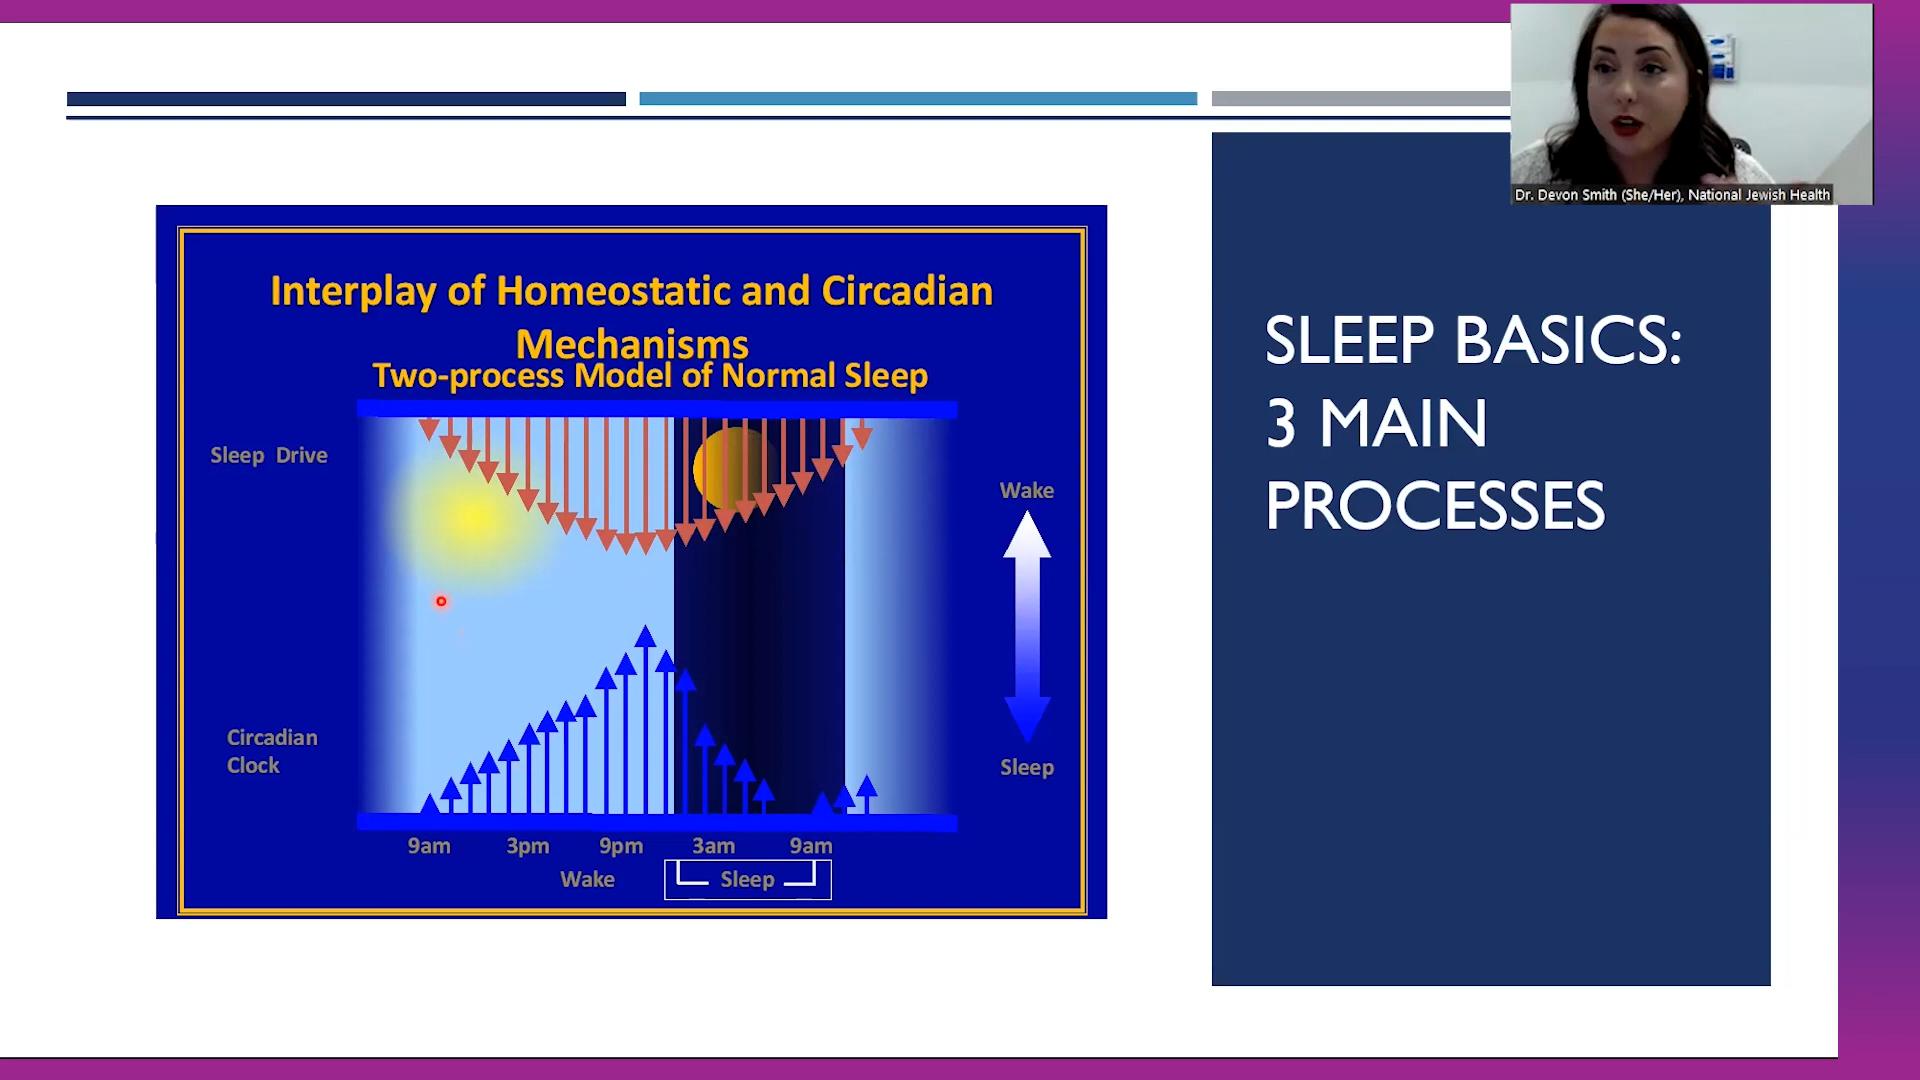 Dr. Devon Smith (She/Her), National Jewish Health
Interplay of Homeostatic and Circadian
Mechanisms
Two-process Model of Normal Sleep
Sleep Drive
Wake
Circadian
Clock
Sleep
9am 3pm 9pm 3am 9am
Wake Sleep
SLEEP BASICS:
3 MAIN
PROCESSES